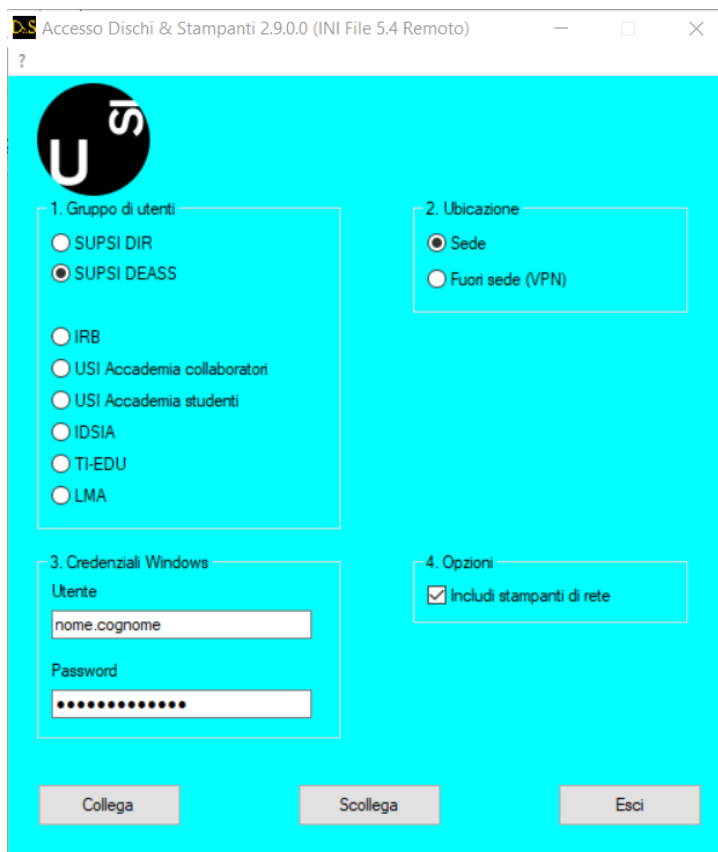 D&S Accesso Dischi & Stampanti 2.9.0.0 (INI File 5.4 Remoto)
?
U SI
1. Gruppo di utenti
SUPSI DIR
SUPSI DEASS
IRB
USI Accademia collaboratori
USI Accademia studenti
IDSIA
TI-EDU
LMA
2. Ubicazione
Sede
Fuori sede (VPN)
3. Credenziali Windows
Utente
nome.cognome
Password
•••••••••••••
4. Opzioni
Includi stampanti di rete
Collega
Scollega
Esci